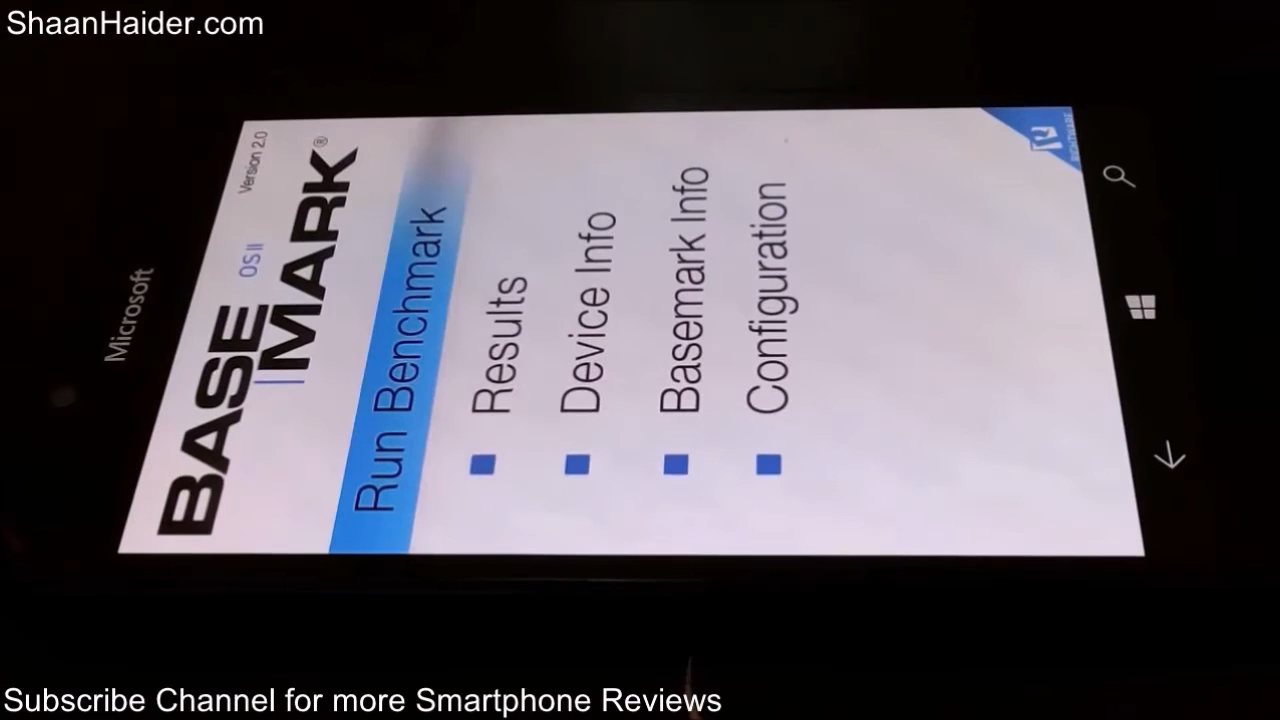 ShaanHaider.com
Microsoft
Version 2.0
BASE OS II
MARK®
Run Benchmark
Results
Device Info
Basemark Info
Configuration
RIGHTWARE
Subscribe Channel for more Smartphone Reviews